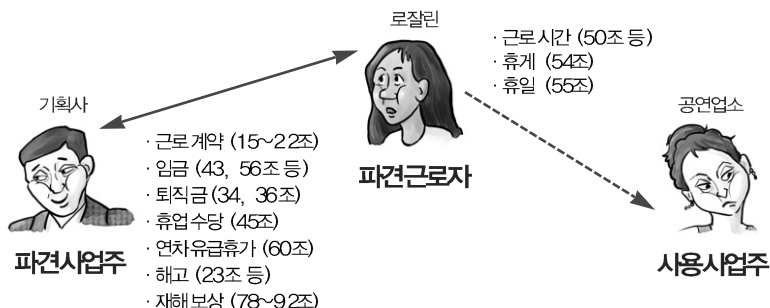 로잘린
· 근로시간 (50조 등)
· 휴게 (54조)
· 휴일 (55조)
기획사
공연업소
· 근로계약 (15~22조)
· 임금 (43, 56조 등)
· 퇴직금 (34, 36조)
· 휴업수당 (45조)
· 연차유급휴가 (60조)
· 해고 (23조 등)
· 재해보상 (78~92조)
파견근로자
파견사업주
사용사업주